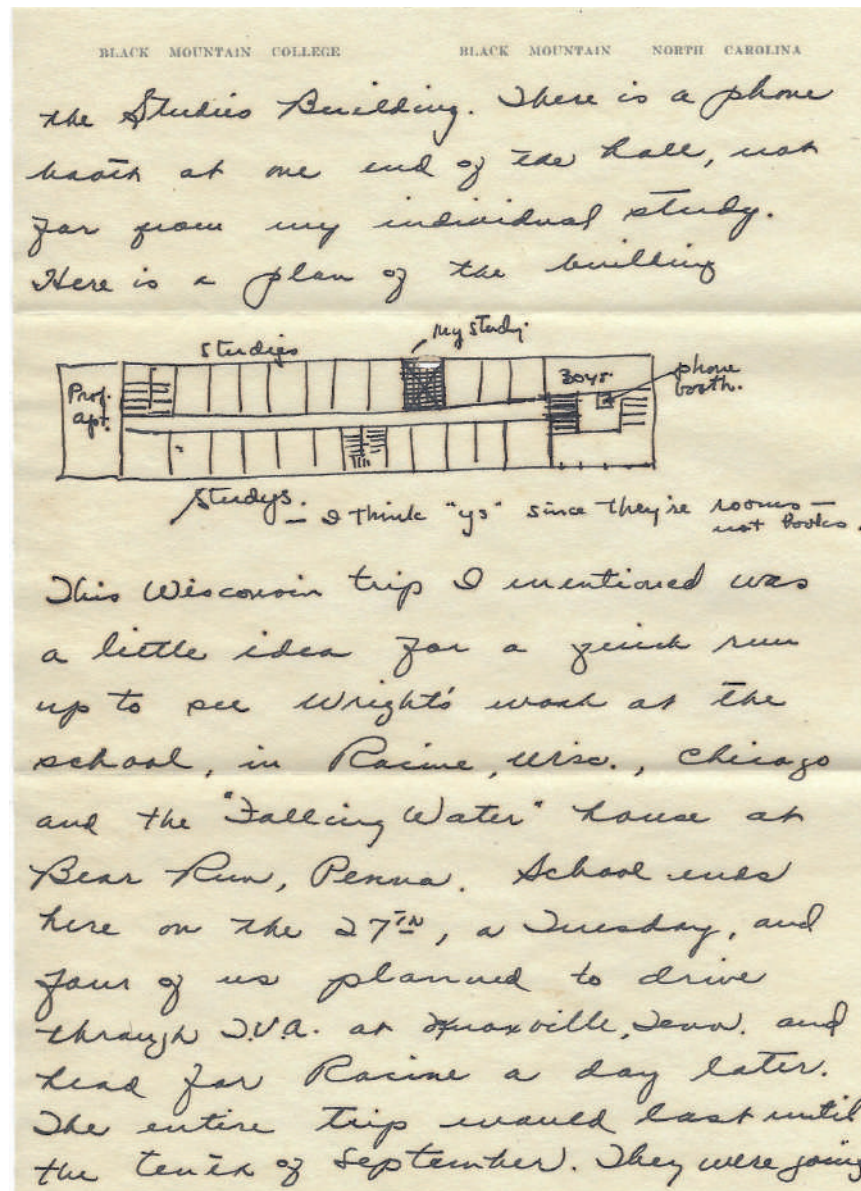 BLACK MOUNTAIN COLLEGE BLACK MOUNTAIN NORTH CAROLINA
the Studies Building. There is a phone
booth at one end of the hall, not
far from my individual study.
Here is a plan of the building
my study.
Studies
Prof.
apt.
Boys.
phone
booth.
Studys — I think "ys" since they're rooms —
not books.
This Wisconsin trip I mentioned was
a little idea for a quick run
up to see Wright's work at the
school, in Racine, Wisc., Chicago
and the "Falling Water" house at
Bear Run, Penna. School ends
here on the 27TH, a Tuesday, and
four of us planned to drive
through T.V.A. at Knoxville, Tenn. and
head for Racine a day later.
The entire trip would last until
the tenth of September. They were going